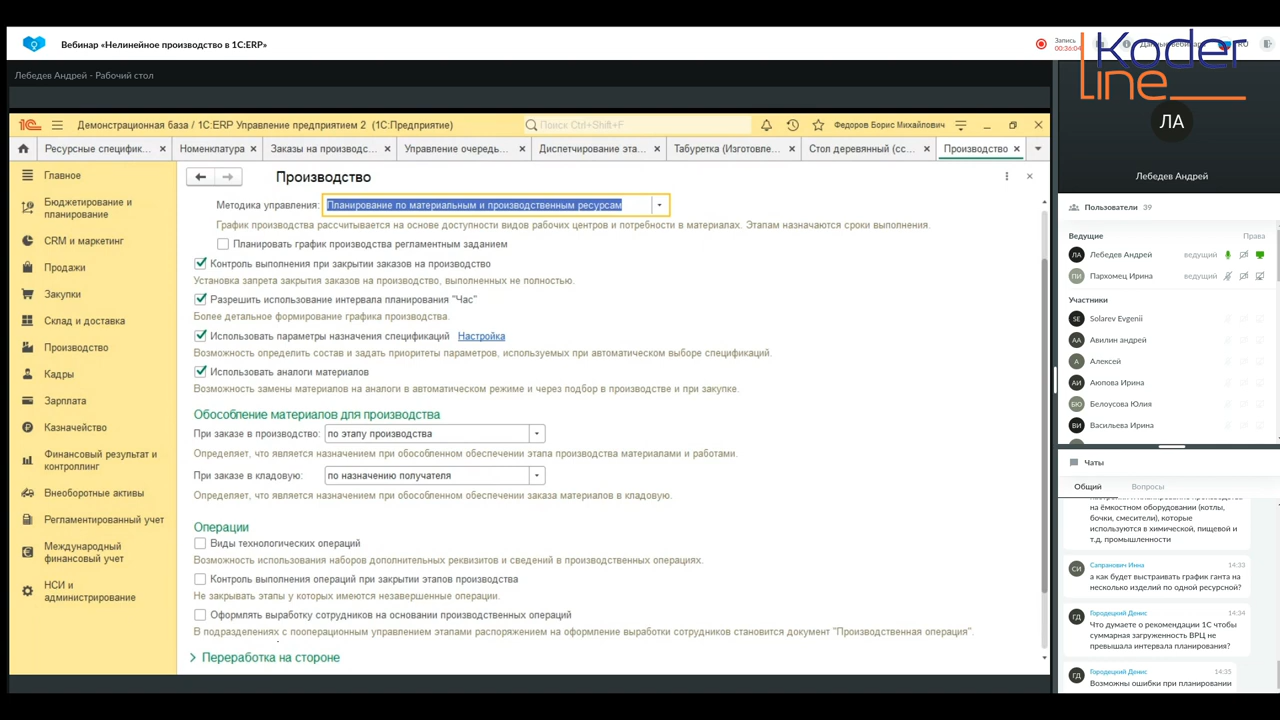 Вебинар «Нелинейное производство в 1С:ERP»
Запись
00:36:04
RU
Koder
Line
Лебедев Андрей - Рабочий стол
Демонстрационная база / 1С:ERP Управление предприятием 2 (1С:Предприятие)
Поиск Ctrl+Shift+F
Федоров Борис Михайлович
Ресурсные специфик...
Номенклатура
Заказы на производст...
Управление очередь...
Диспетчирование эта...
Табуретка (Изготовле...
Стол деревянный (сс...
Производство
Главное
Бюджетирование и
планирование
CRM и маркетинг
Продажи
Закупки
Склад и доставка
Производство
Кадры
Зарплата
Казначейство
Финансовый результат и
контроллинг
Внеоборотные активы
Регламентированный учет
Международный
финансовый учет
НСИ и
администрирование
Производство
Методика управления: Планирование по материальным и производственным ресурсам
График производства рассчитывается на основе доступности видов рабочих центров и потребности в материалах. Этапам назначаются сроки выполнения.
Планировать график производства регламентным заданием
Контроль выполнения при закрытии заказов на производство
Установка запрета закрытия заказов на производство, выполненных не полностью.
Разрешить использование интервала планирования "Час"
Более детальное формирование графика производства.
Использовать параметры назначения спецификаций Настройка
Возможность определить состав и задать приоритеты параметров, используемых при автоматическом выборе спецификаций.
Использовать аналоги материалов
Возможность замены материалов на аналоги в автоматическом режиме и через подбор в производстве и при закупке.
Обособление материалов для производства
При заказе в производство: по этапу производства
Определяет, что является назначением при обособленном обеспечении этапа производства материалами и работами.
При заказе в кладовую: по назначению получателя
Определяет, что является назначением при обособленном обеспечении заказа материалов в кладовую.
Операции
Виды технологических операций
Возможность использования наборов дополнительных реквизитов и сведений в производственных операциях.
Контроль выполнения операций при закрытии этапов производства
Не закрывать этапы у которых имеются незавершенные операции.
Оформлять выработку сотрудников на основании производственных операций
В подразделениях с пооперационным управлением этапами распоряжением на оформление выработки сотрудников становится документ "Производственная операция".
Переработка на стороне
ЛА
Лебедев Андрей
Пользователи 39
Ведущие Права
ЛА Лебедев Андрей ведущий
ПИ Пархомец Ирина ведущий
Участники
SE Solarev Evgenii
АА Авилин андрей
А Алексей
АИ Аюпова Ирина
БЮ Белоусова Юлия
ВИ Васильева Ирина
Чаты
Общий Вопросы
на ёмкостном оборудовании (котлы,
бочки, смесители), которые
используются в химической, пищевой и
т.д. промышленности
СИ Сапранович Инна 14:33
а как будет выстраивать график ганта на
несколько изделий по одной ресурсной?
ГД Городецкий Денис 14:34
Что думаете о рекомендации 1С чтобы
суммарная загруженность ВРЦ не
превышала интервала планирования?
ГД Городецкий Денис 14:35
Возможны ошибки при планировании